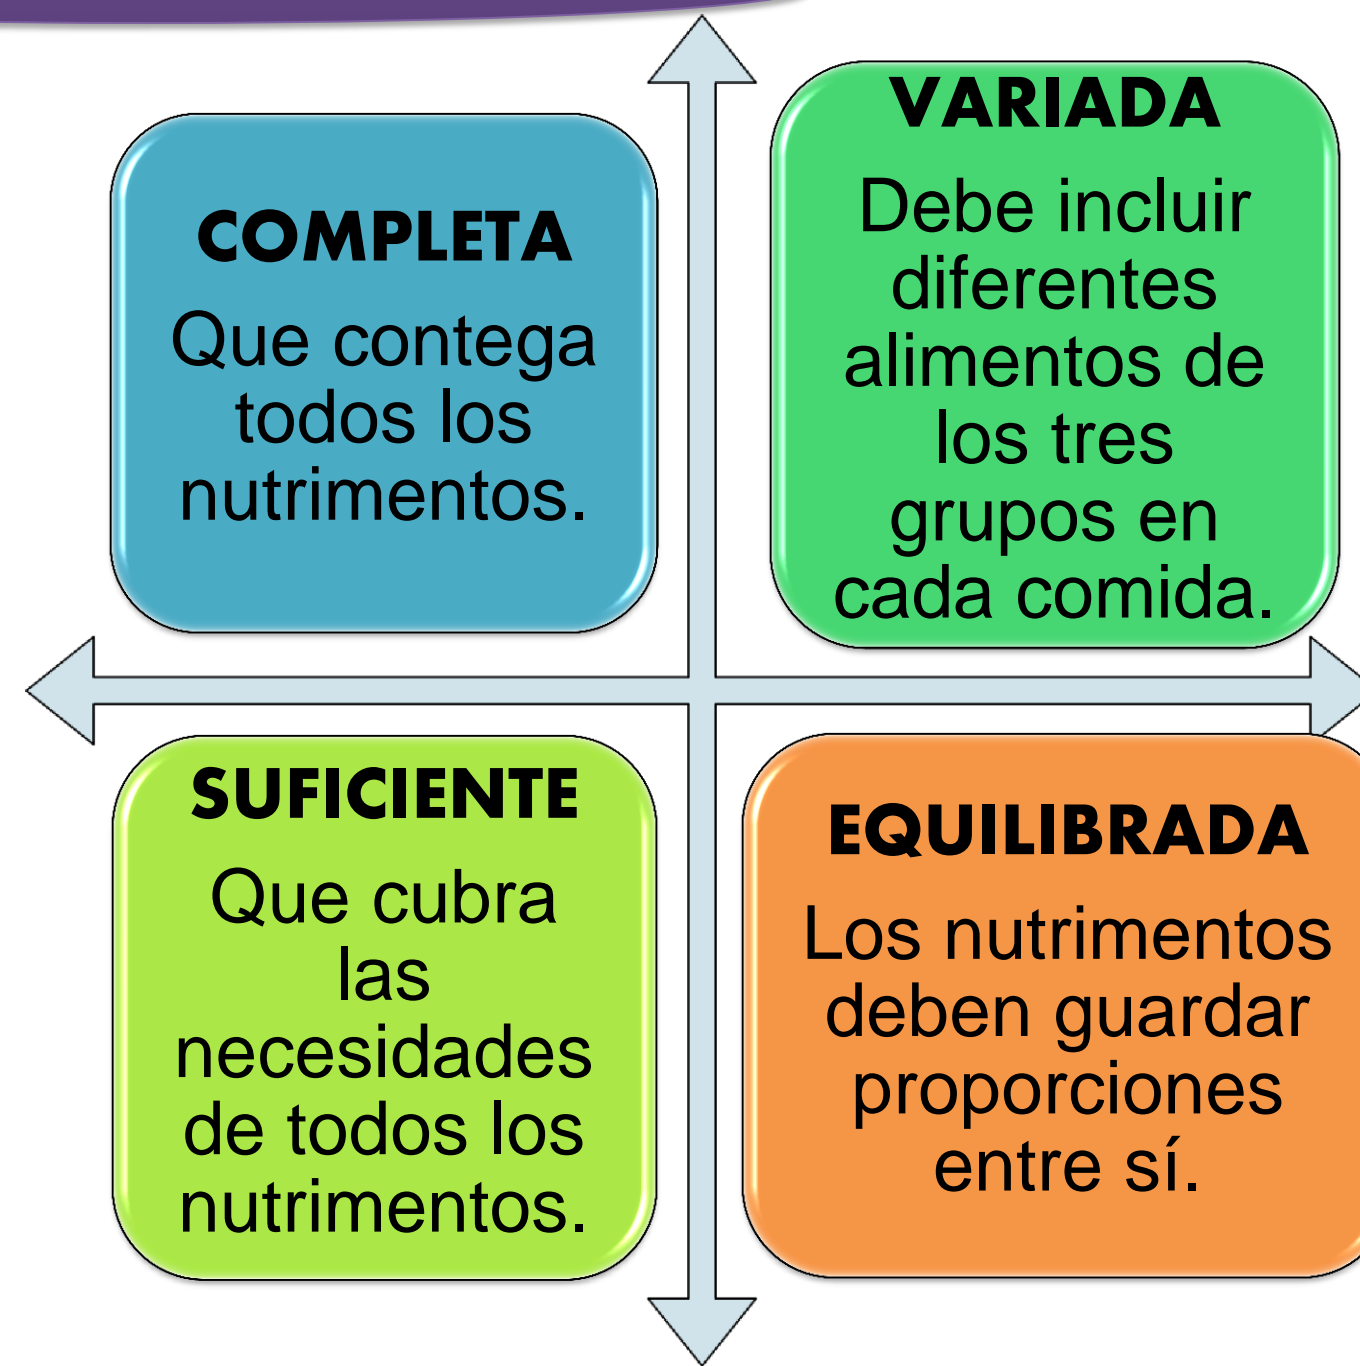 COMPLETA
Que contega
todos los
nutrimentos.
VARIADA
Debe incluir
diferentes
alimentos de
los tres
grupos en
cada comida.
SUFICIENTE
Que cubra
las
necesidades
de todos los
nutrimentos.
EQUILIBRADA
Los nutrimentos
deben guardar
proporciones
entre sí.